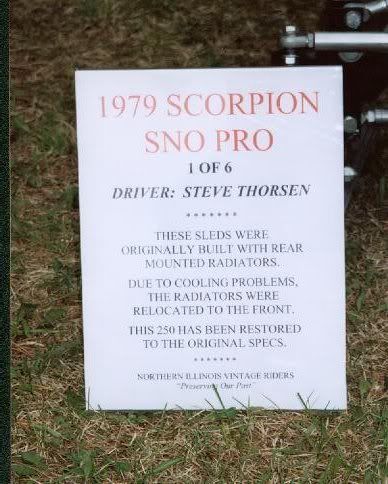 1979 SCORPION
SNO PRO
1 OF 6
DRIVER: STEVE THORSEN
*******
THESE SLEDS WERE
ORIGINALLY BUILT WITH REAR
MOUNTED RADIATORS.
DUE TO COOLING PROBLEMS,
THE RADIATORS WERE
RELOCATED TO THE FRONT.
THIS 250 HAS BEEN RESTORED
TO THE ORIGINAL SPECS.
*******
NORTHERN ILLINOIS VINTAGE RIDERS
"Preserving Our Past"